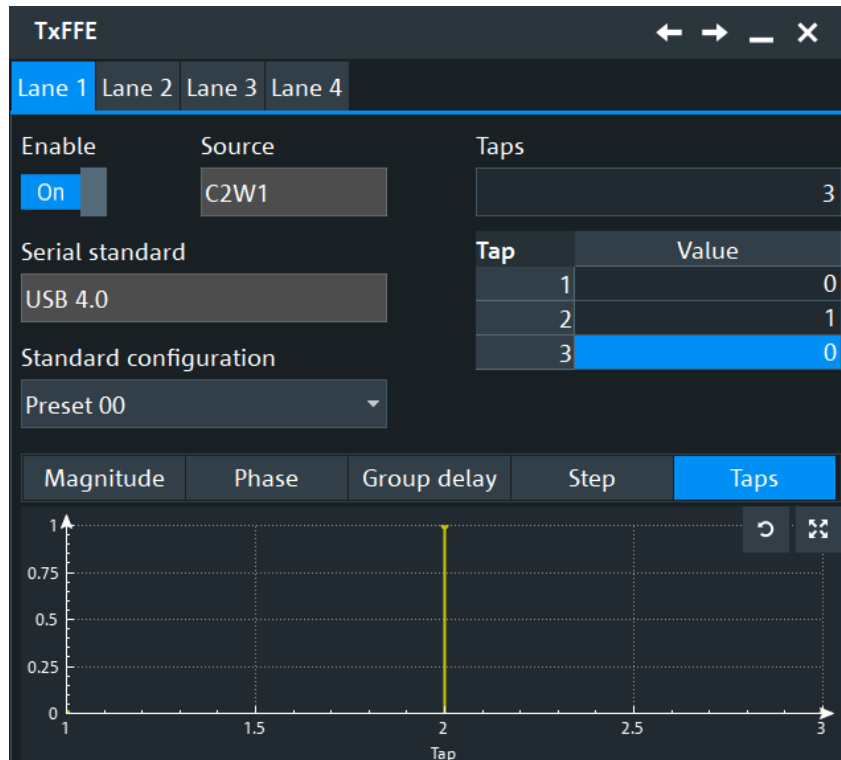 TxFFE
Lane 1 Lane 2 Lane 3 Lane 4
Enable Source Taps
On C2W1 3
Serial standard
USB 4.0
Tap Value
1 0
2 1
3 0
Standard configuration
Preset 00
Magnitude Phase Group delay Step Taps
1
0.75
0.5
0.25
0
1 1.5 2 2.5 3
Tap